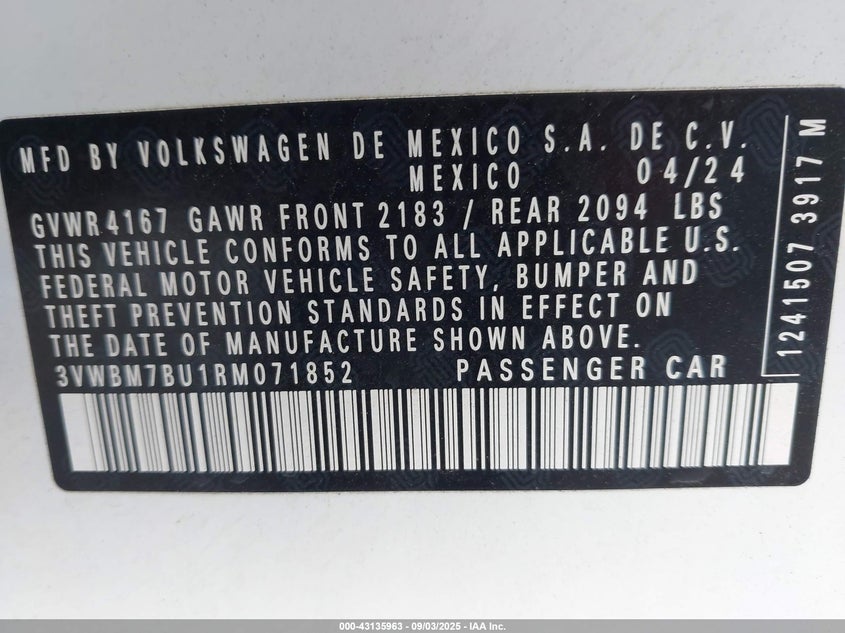 MFD BY VOLKSWAGEN DE MEXICO S.A. DE C.V.
MEXICO 04/24
GVWR 4167 GAWR FRONT 2183 / REAR 2094 LBS
THIS VEHICLE CONFORMS TO ALL APPLICABLE U.S.
FEDERAL MOTOR VEHICLE SAFETY, BUMPER AND
THEFT PREVENTION STANDARDS IN EFFECT ON
THE DATE OF MANUFACTURE SHOWN ABOVE.
3VWBM7BU1RM071852 PASSENGER CAR
1241507 3917 M
000-43135963 - 09/03/2025 - IAA Inc.